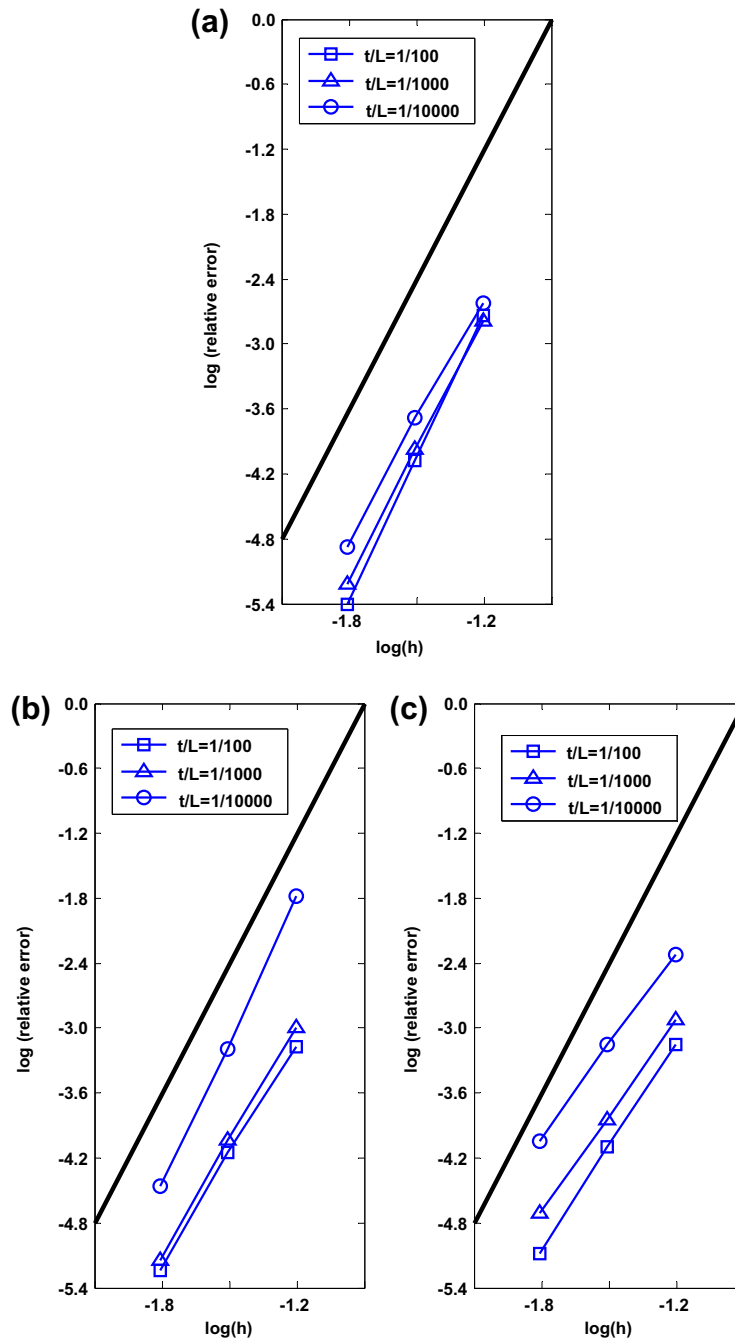 (a)
t/L=1/100
t/L=1/1000
t/L=1/10000
0.0
-0.6
-1.2
-1.8
-2.4
-3.0
-3.6
-4.2
-4.8
-5.4
log (relative error)
-1.8
-1.2
log(h)
(b)
t/L=1/100
t/L=1/1000
t/L=1/10000
0.0
-0.6
-1.2
-1.8
-2.4
-3.0
-3.6
-4.2
-4.8
-5.4
log (relative error)
-1.8
-1.2
log(h)
(c)
t/L=1/100
t/L=1/1000
t/L=1/10000
0.0
-0.6
-1.2
-1.8
-2.4
-3.0
-3.6
-4.2
-4.8
-5.4
log (relative error)
-1.8
-1.2
log(h)